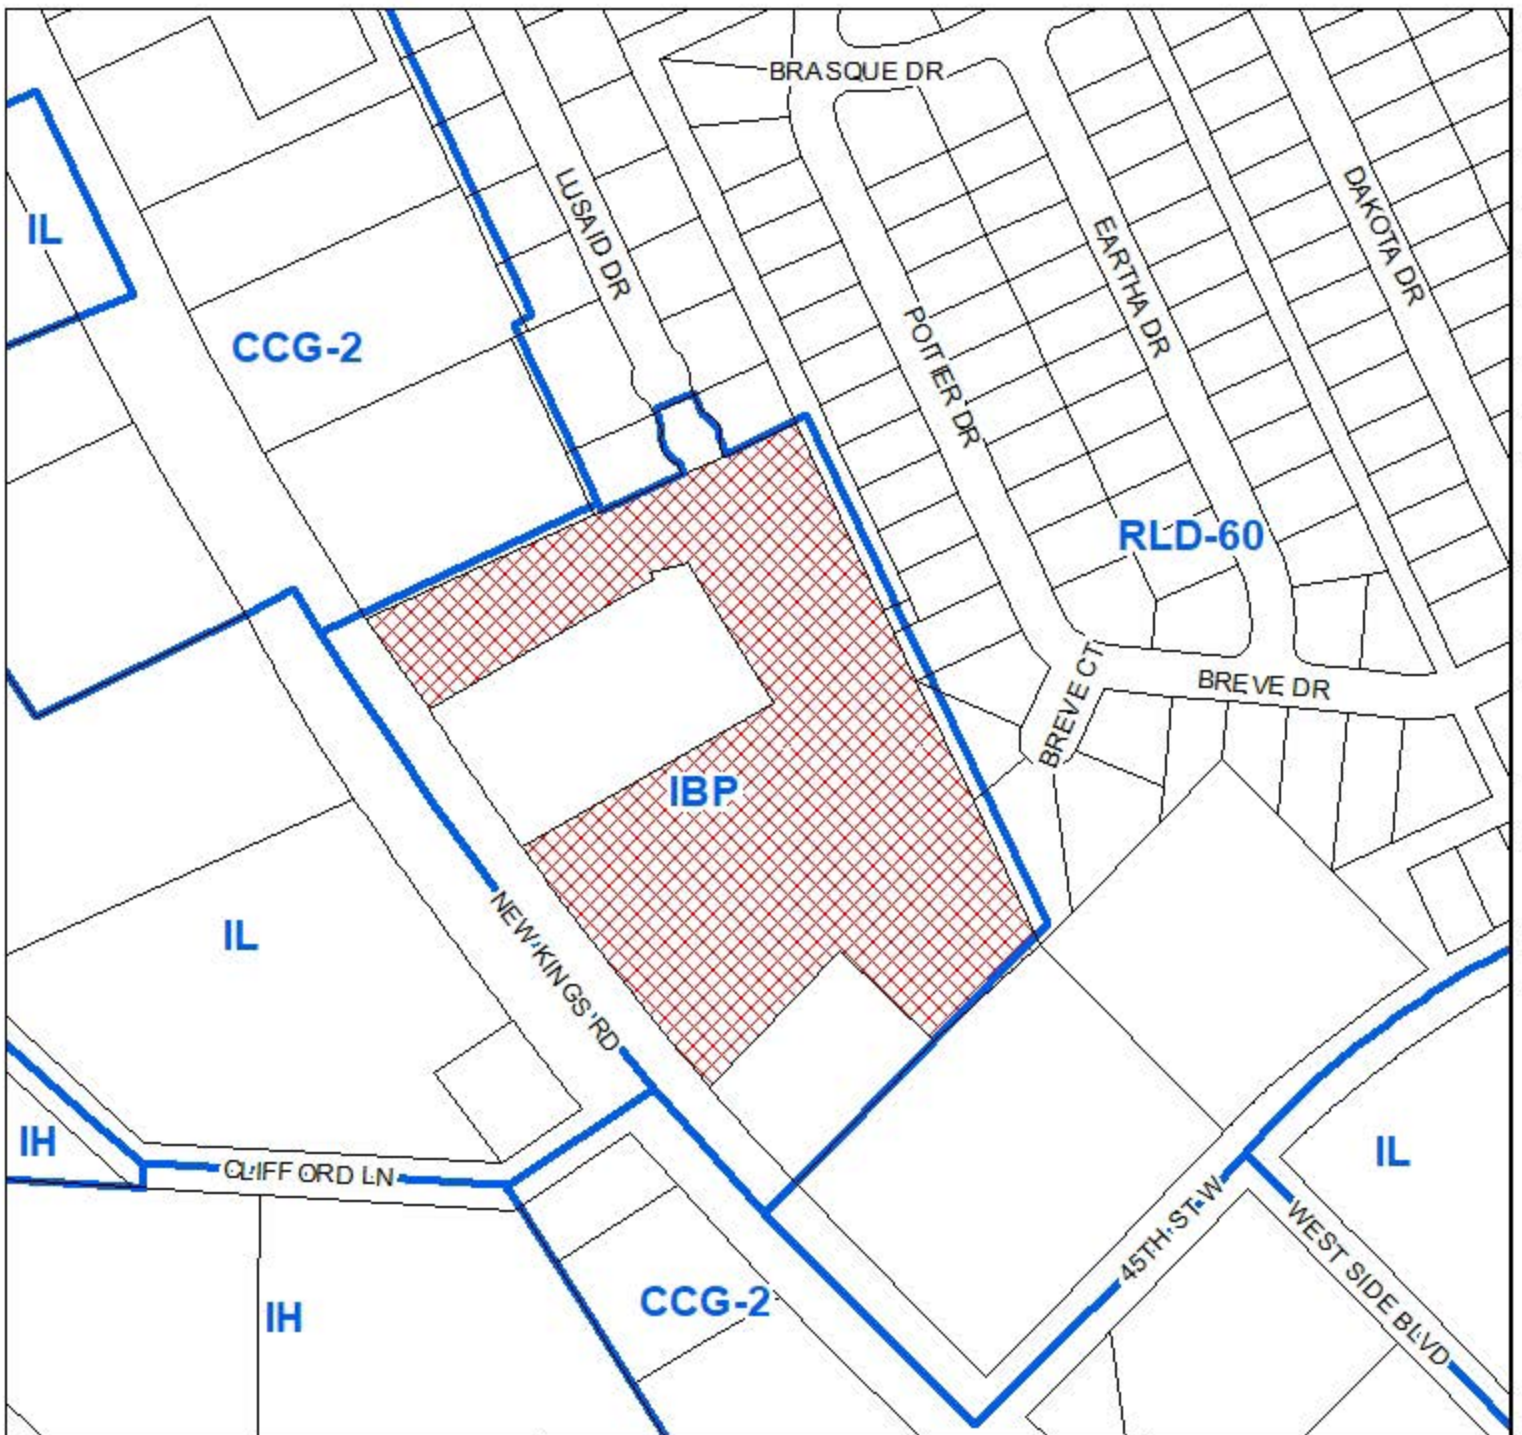 BRASQUE DR
IL
LUSAID DR
DAKOTA DR
EARTHA DR
CCG-2
POITIER DR
RLD-60
BREVE CT
BREVE DR
IBP
IL
NEW KINGS RD
IH
CLIFFORD LN
IL
45TH ST W
WEST SIDE BLVD
CCG-2
IH